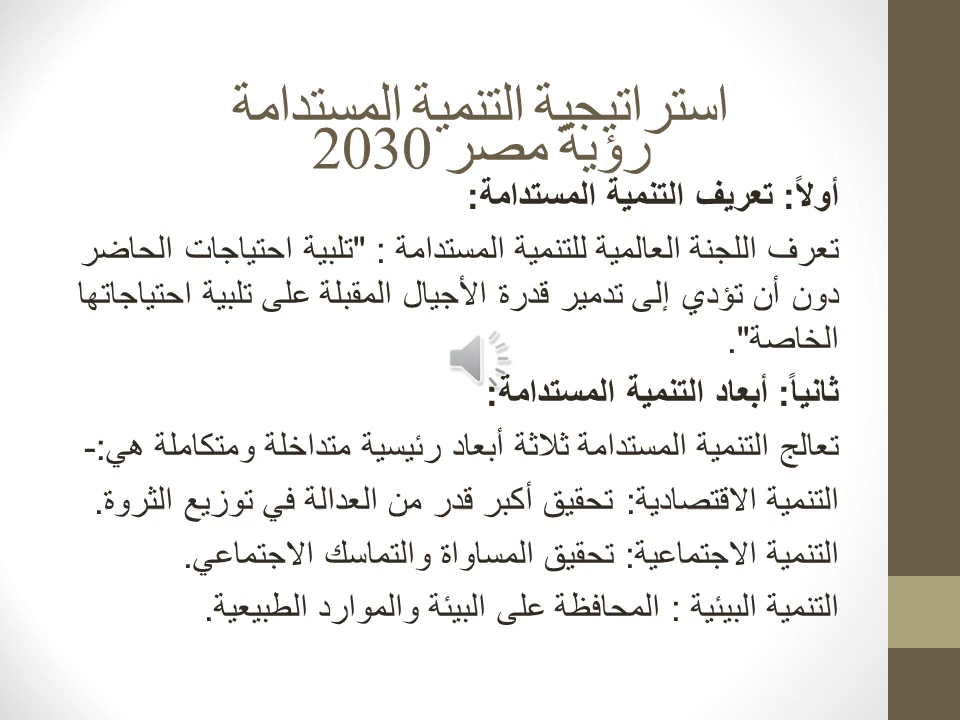 استراتيجية التنمية المستدامة
رؤية مصر 2030
أولاً: تعريف التنمية المستدامة:
تعرف اللجنة العالمية للتنمية المستدامة : "تلبية احتياجات الحاضر
دون أن تؤدي إلى تدمير قدرة الأجيال المقبلة على تلبية احتياجاتها
الخاصة".
ثانياً: أبعاد التنمية المستدامة:
تعالج التنمية المستدامة ثلاثة أبعاد رئيسية متداخلة ومتكاملة هي:-
التنمية الاقتصادية: تحقيق أكبر قدر من العدالة في توزيع الثروة.
التنمية الاجتماعية: تحقيق المساواة والتماسك الاجتماعي.
التنمية البيئية : المحافظة على البيئة والموارد الطبيعية.